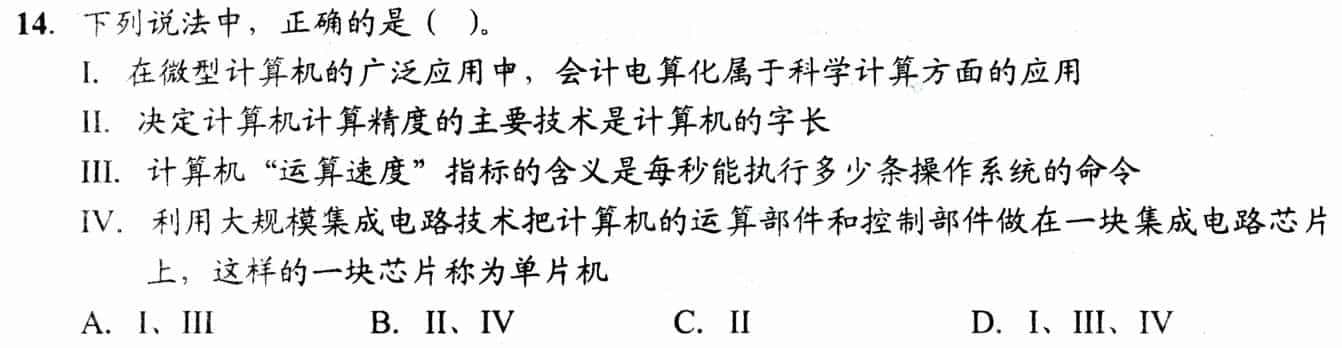 14. 下列说法中，正确的是（ ）。
I. 在微型计算机的广泛应用中，会计电算化属于科学计算方面的应用
II. 决定计算机计算精度的主要技术是计算机的字长
III. 计算机“运算速度”指标的含义是每秒能执行多少条操作系统的命令
IV. 利用大规模集成电路技术把计算机的运算部件和控制部件做在一块集成电路芯片
上，这样的一块芯片称为单片机
A. I、III B. II、IV C. II D. I、III、IV